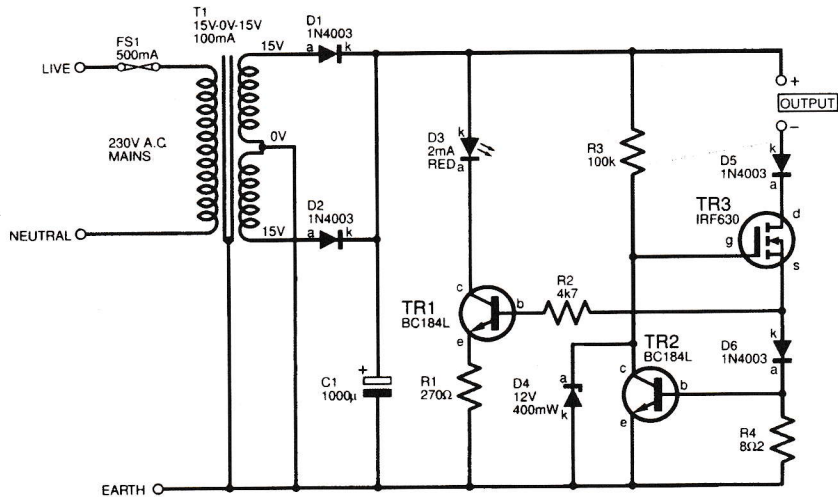 T1
15V-0V-15V
100mA
FS1
500mA
LIVE
230V A.C.
MAINS
NEUTRAL
EARTH
15V
0V
15V
D1
1N4003
a
k
D2
1N4003
a
k
C1
1000µ
+
D3
2mA
RED
k
a
TR1
BC184L
c
b
e
R1
270Ω
R2
4k7
D4
12V
400mW
a
k
R3
100k
TR2
BC184L
c
b
e
+
OUTPUT
−
D5
1N4003
k
a
TR3
IRF630
g
d
s
D6
1N4003
k
a
R4
8Ω2